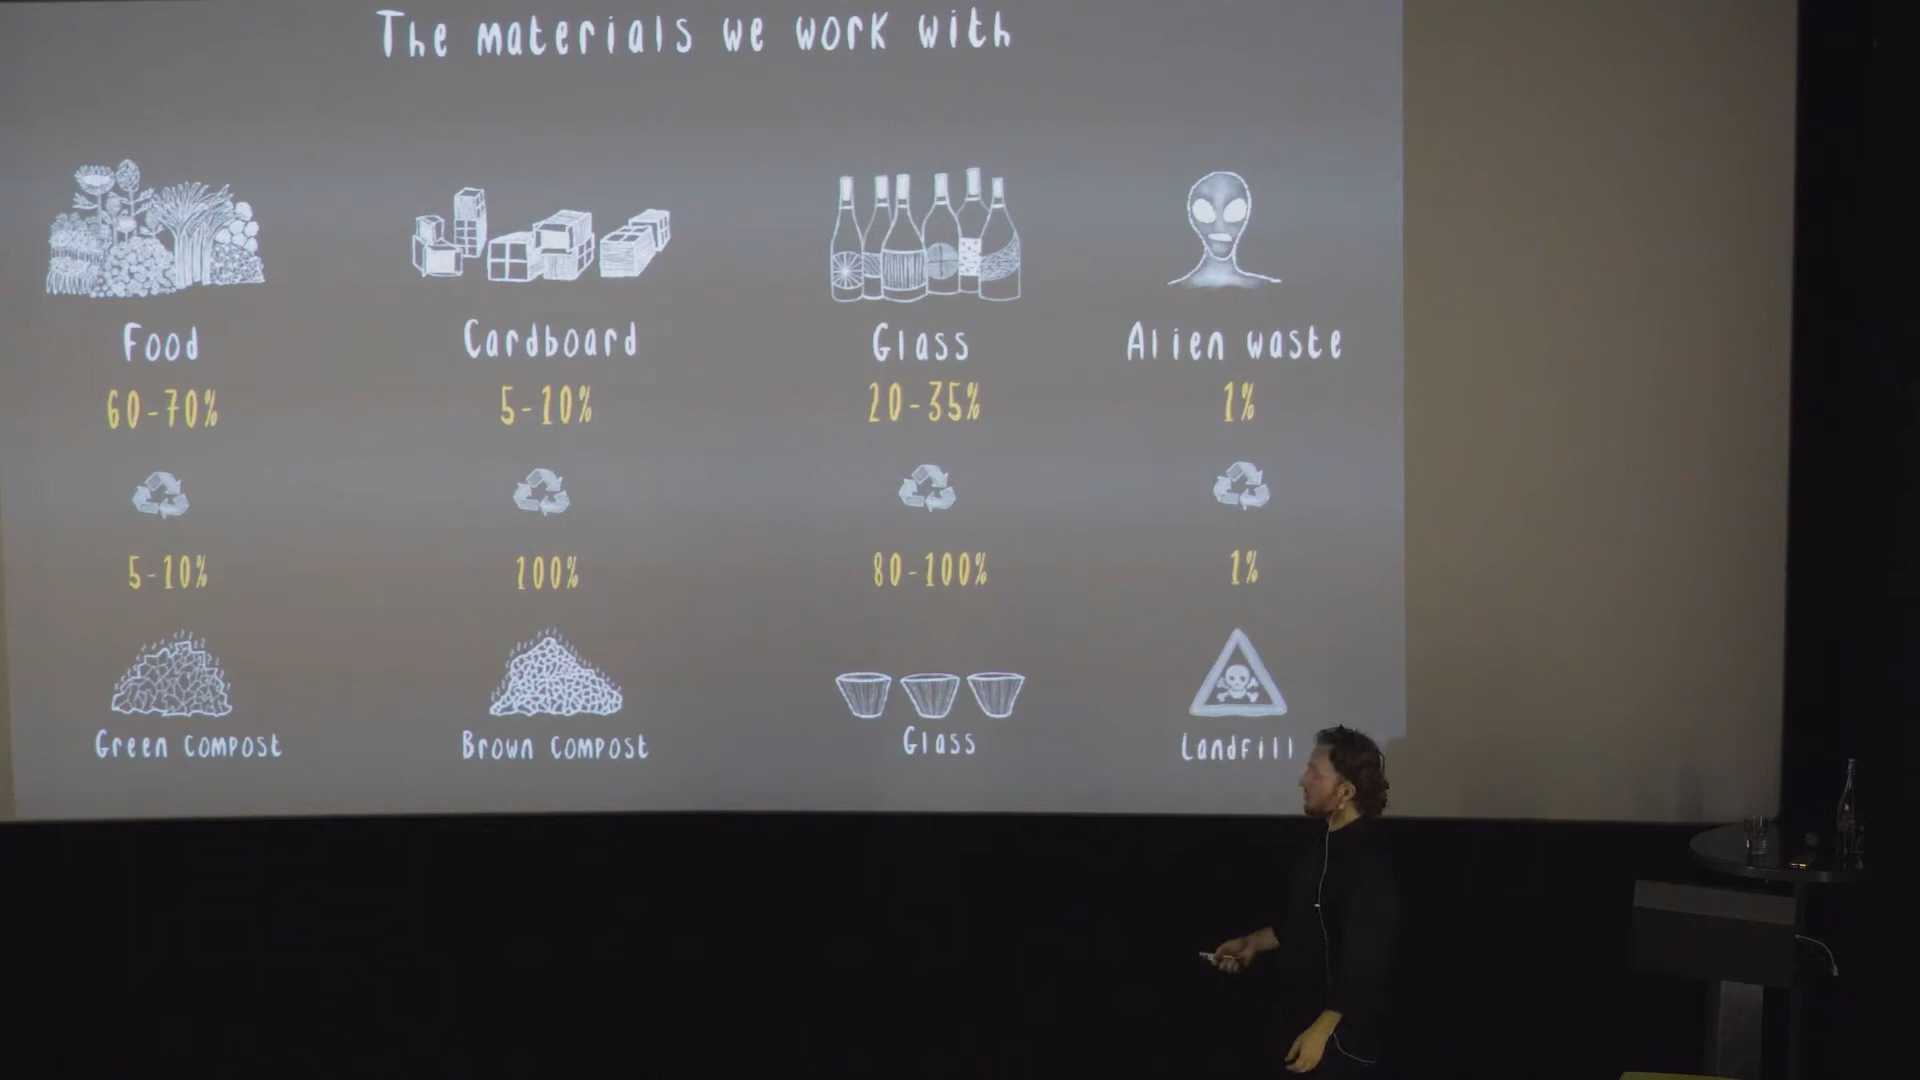 The materials we work with
Food Cardboard Glass Alien waste
60-70% 5-10% 20-35% 1%
5-10% 100% 80-100% 1%
Green compost Brown compost Glass Landfill